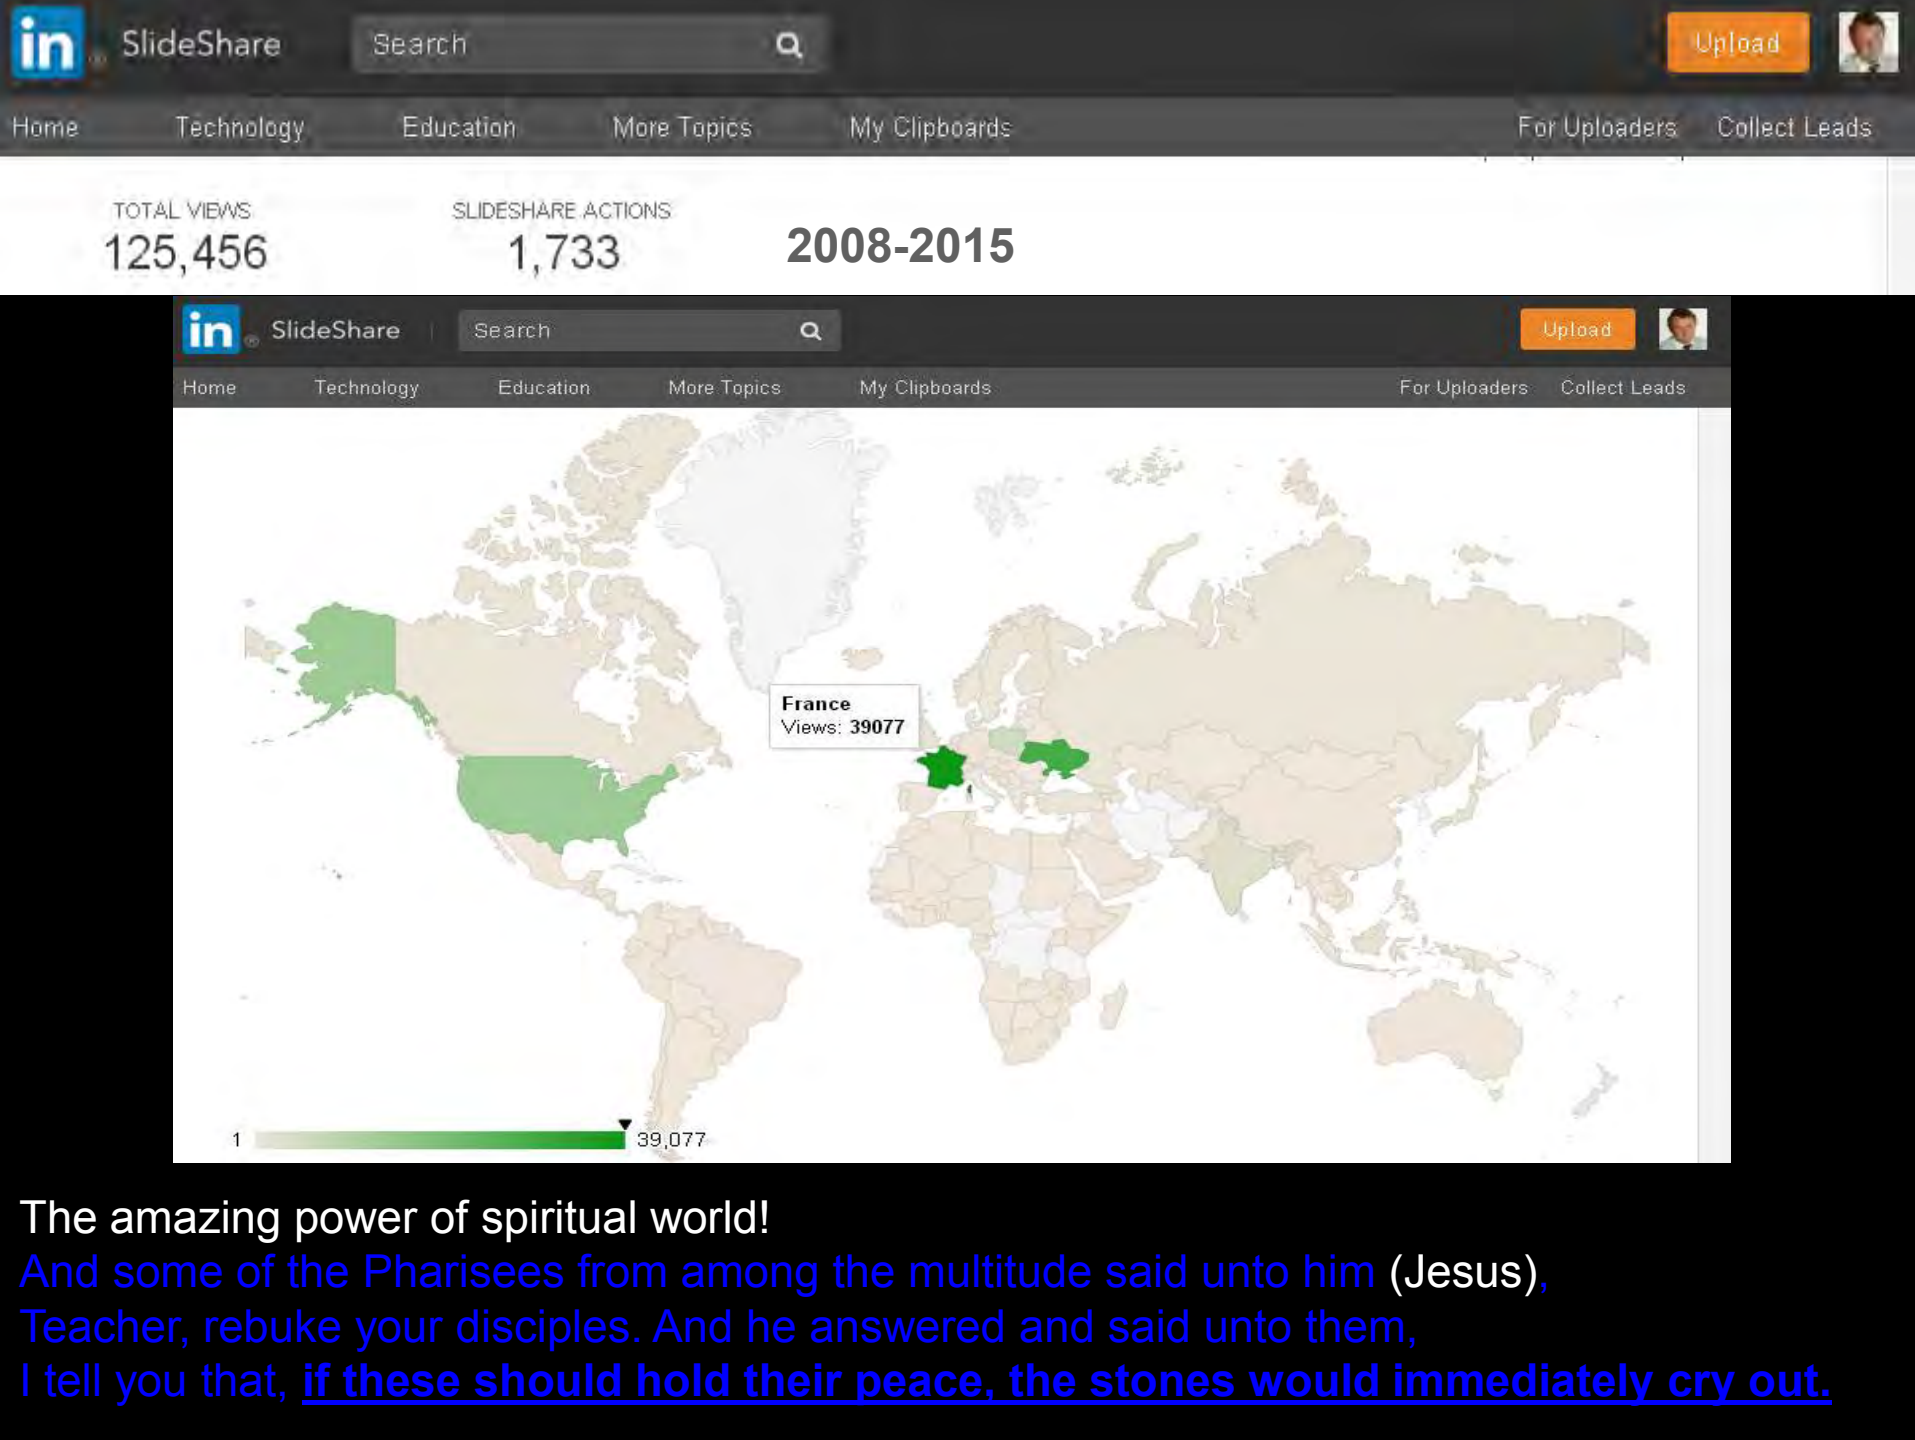 in ® SlideShare Search Upload
Home Technology Education More Topics My Clipboards For Uploaders Collect Leads
TOTAL VIEWS SLIDESHARE ACTIONS
125,456 1,733 2008-2015
in ® SlideShare Search Upload
Home Technology Education More Topics My Clipboards For Uploaders Collect Leads
France
Views: 39077
1 39,077
The amazing power of spiritual world!
And some of the Pharisees from among the multitude said unto him (Jesus),
Teacher, rebuke your disciples. And he answered and said unto them,
I tell you that, if these should hold their peace, the stones would immediately cry out.